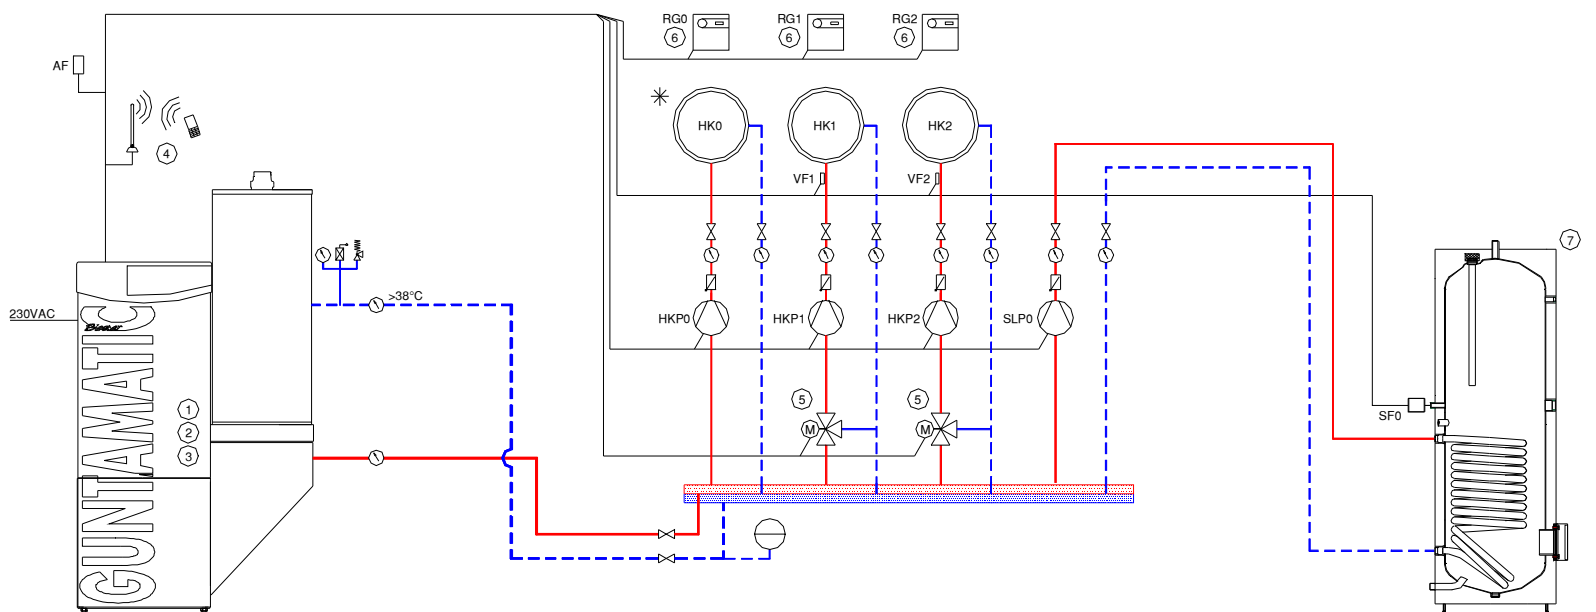 RG0
RG1
RG2
6
6
6
AF
4
HK0
HK1
HK2
VF1
VF2
7
>38°C
230VAC
Biostar
GUNTAMATIC
HKP0
HKP1
HKP2
SLP0
1
2
3
5
5
M
M
SF0